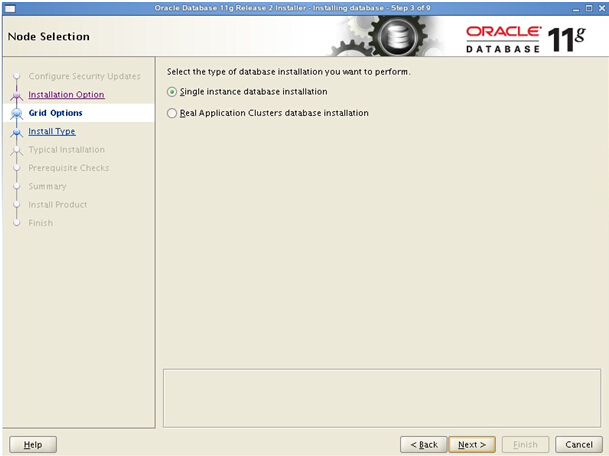 Oracle Database 11g Release 2 Installer - Installing database - Step 3 of 9
Node Selection
ORACLE
DATABASE 11g
Configure Security Updates
Installation Option
Grid Options
Install Type
Typical Installation
Prerequisite Checks
Summary
Install Product
Finish
Select the type of database installation you want to perform.
Single instance database installation
Real Application Clusters database installation
Help
< Back
Next >
Finish
Cancel